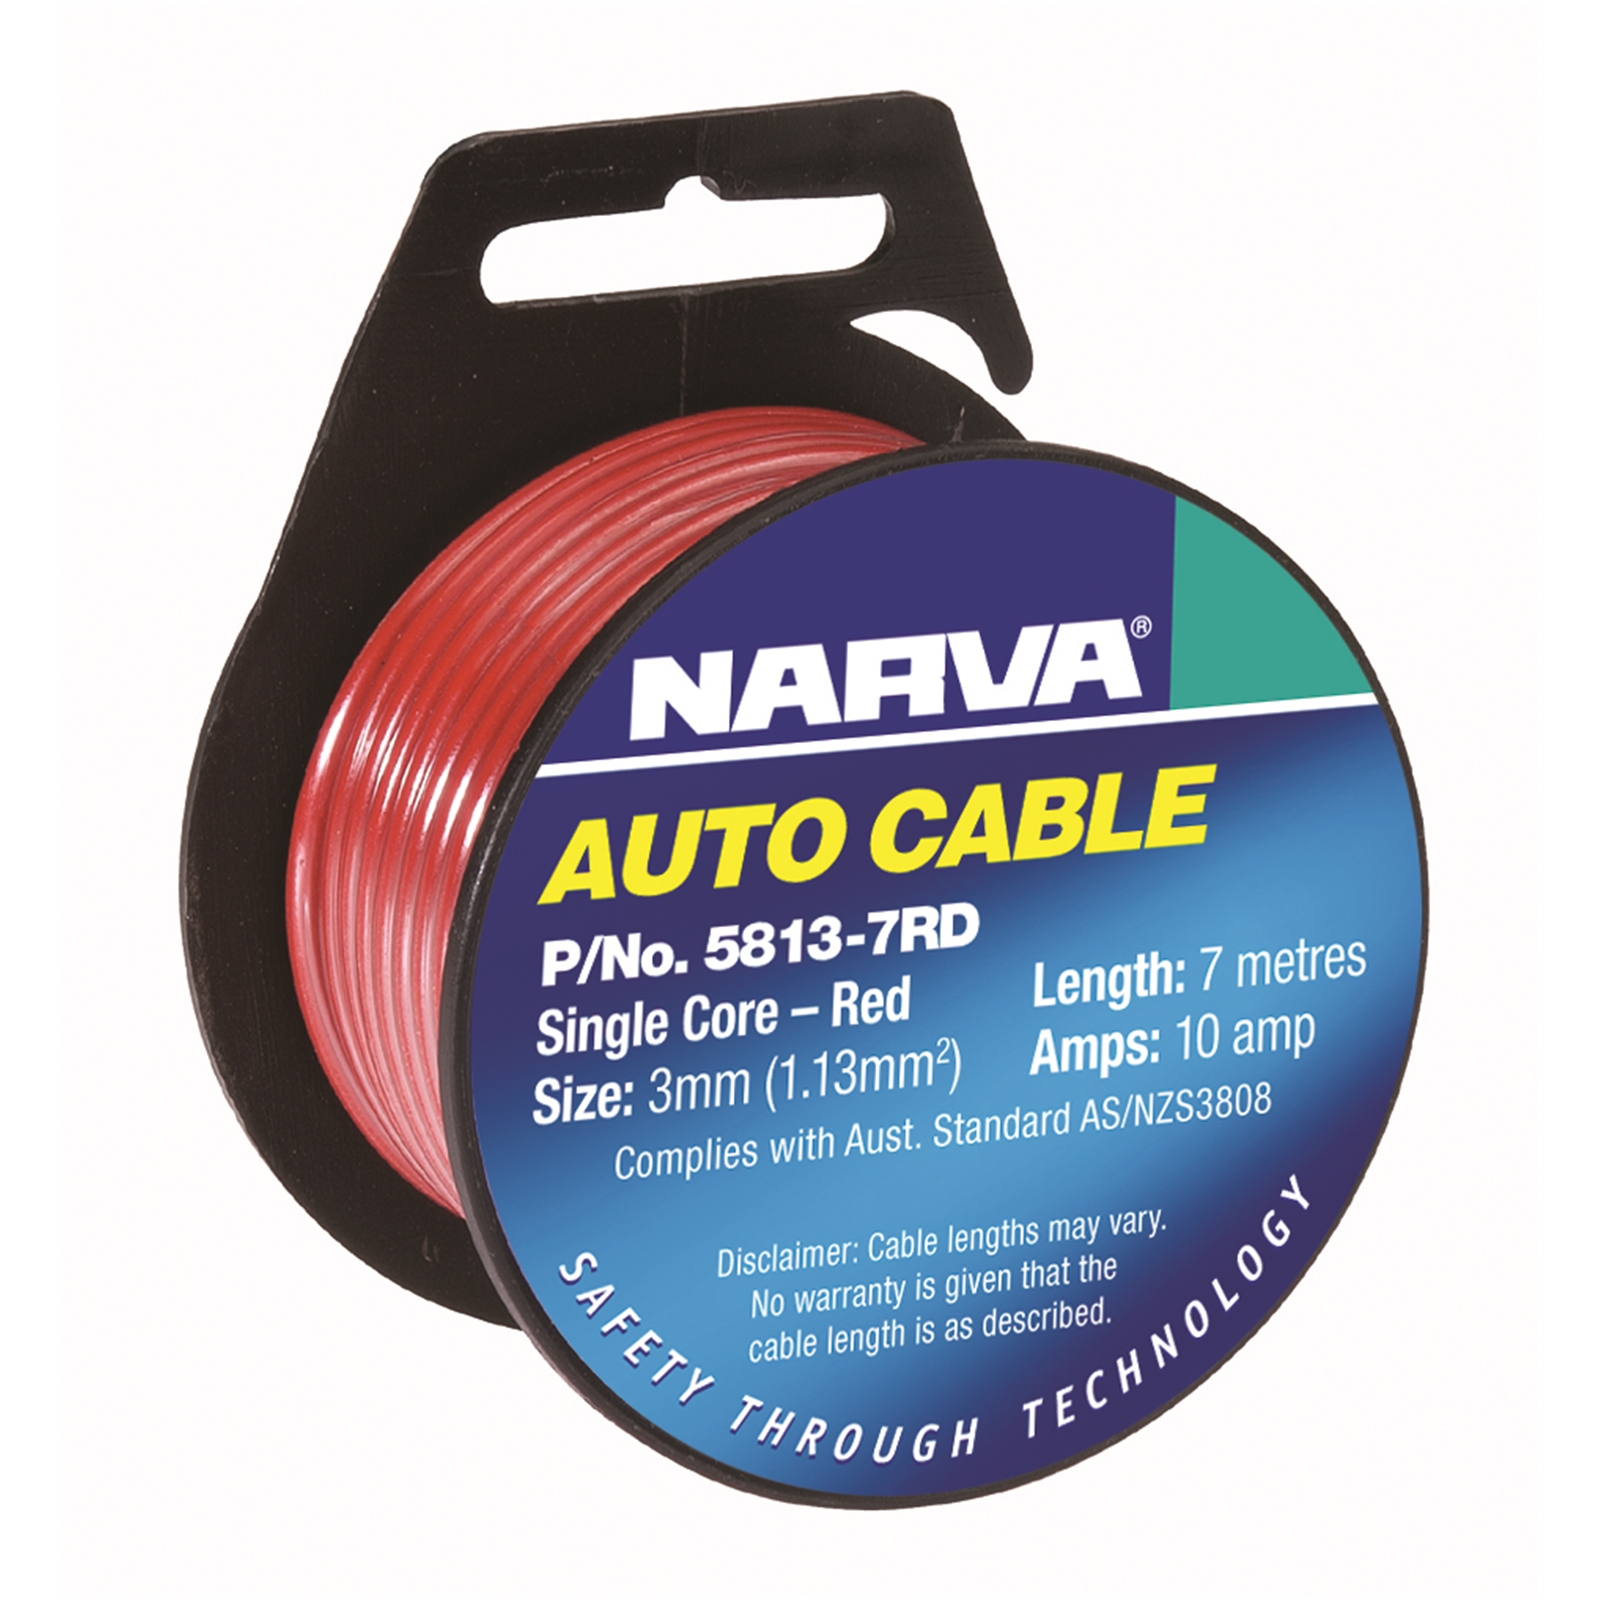 NARVA®
AUTO CABLE
P/No. 5813-7RD
Single Core – Red
Size: 3mm (1.13mm²)
Length: 7 metres
Amps: 10 amp
Complies with Aust. Standard AS/NZS3808
Disclaimer: Cable lengths may vary.
No warranty is given that the
cable length is as described.
SAFETY THROUGH TECHNOLOGY